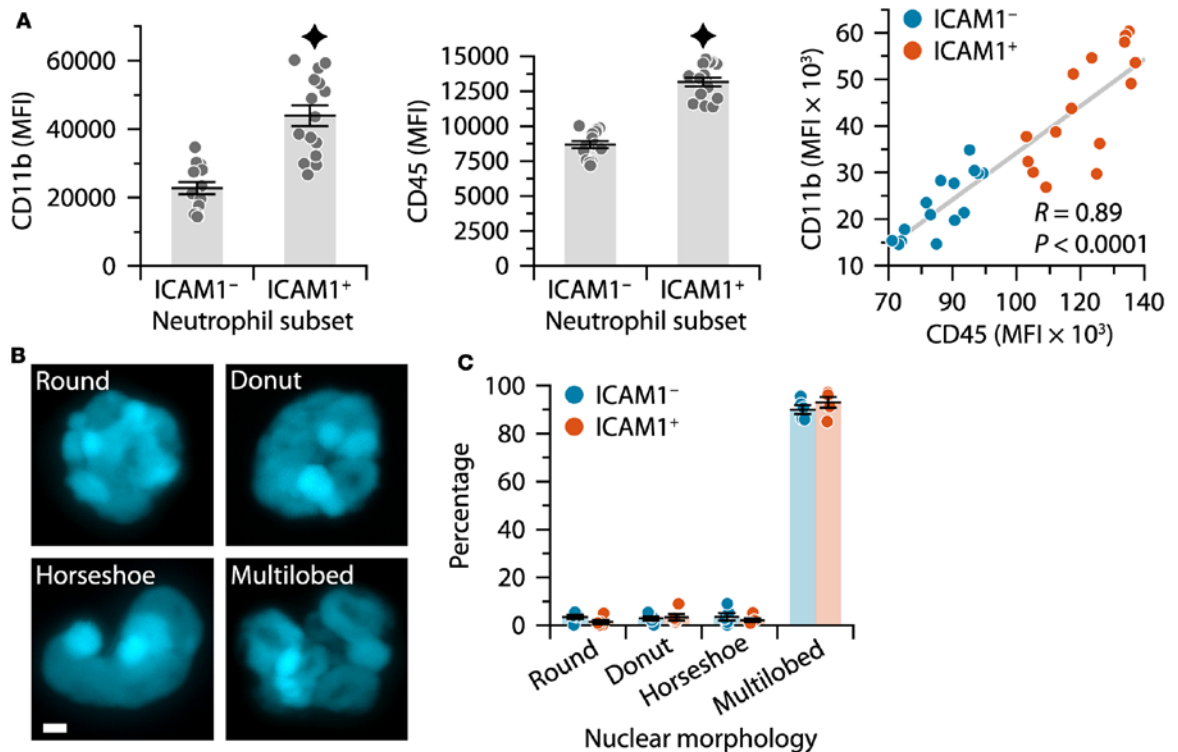 A
CD11b (MFI)
60000
40000
20000
0
ICAM1⁻
ICAM1⁺
Neutrophil subset
CD45 (MFI)
15000
12500
10000
7500
5000
2500
0
ICAM1⁻
ICAM1⁺
Neutrophil subset
ICAM1⁻
ICAM1⁺
CD11b (MFI × 10³)
60
50
40
30
20
10
R = 0.89
P < 0.0001
70
90
100
120
140
CD45 (MFI × 10³)
B
Round
Donut
Horseshoe
Multilobed
C
ICAM1⁻
ICAM1⁺
Percentage
100
80
60
40
20
0
Round
Donut
Horseshoe
Multilobed
Nuclear morphology